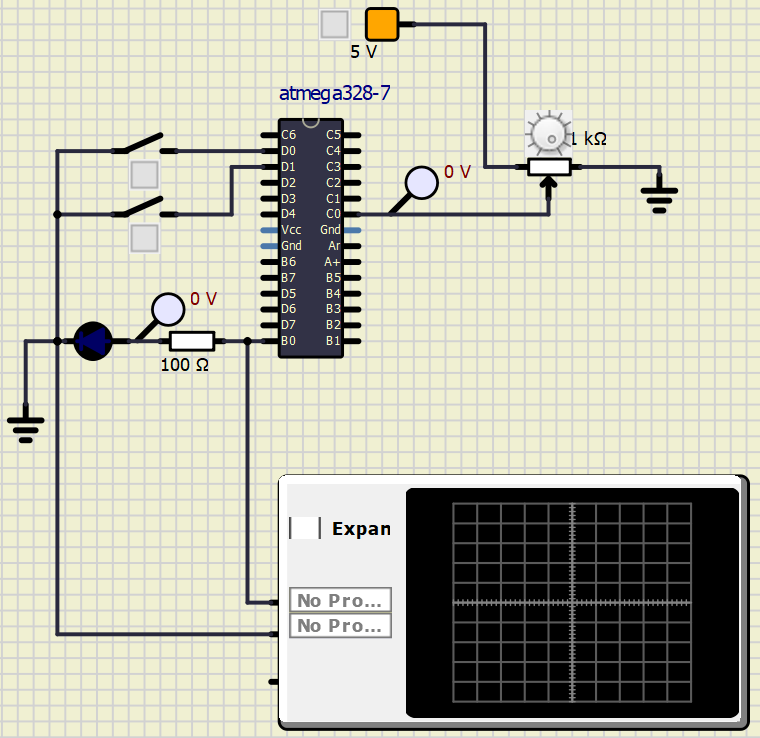 5 V
atmega328-7
1 kΩ
C6 C5
D0 C4
D1 C3
D2 C2
D3 C1
D4 C0
Vcc Gnd
Gnd Ar
B6 A+
B7 B5
D5 B4
D6 B3
D7 B2
B0 B1
0 V
0 V
100 Ω
Expan
No Pro...
No Pro...